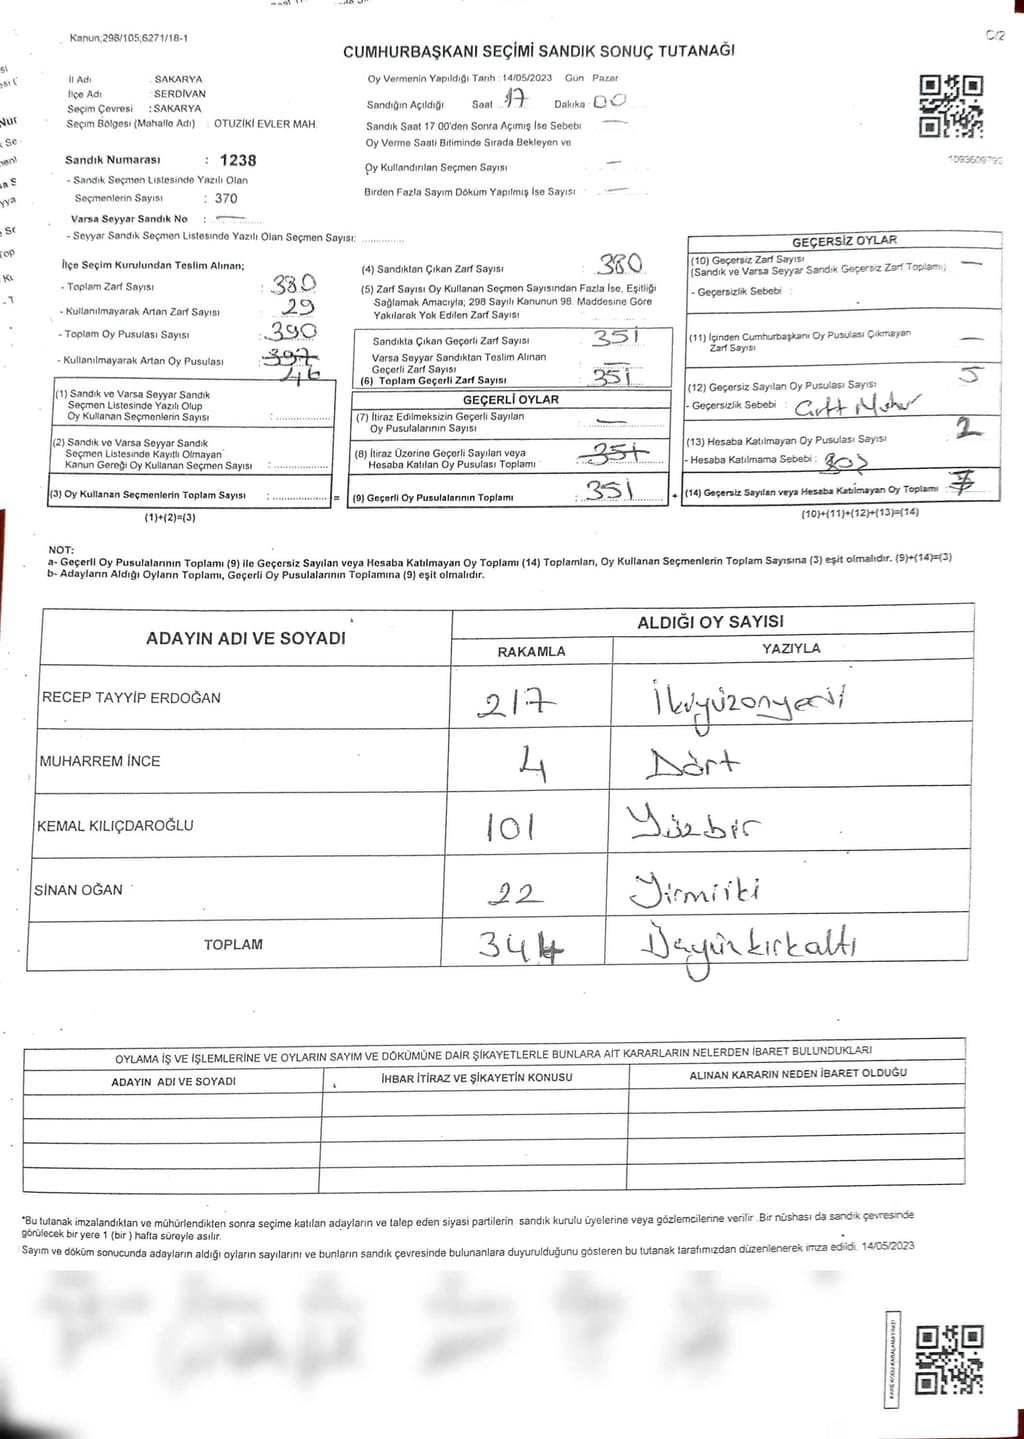 Kanun;298/105;6271/18-1
C/2
CUMHURBAŞKANI SEÇİMİ SANDIK SONUÇ TUTANAĞI
İl Adı : SAKARYA
İlçe Adı : SERDİVAN
Seçim Çevresi : SAKARYA
Seçim Bölgesi (Mahalle Adı) : OTUZİKİ EVLER MAH.
Sandık Numarası : 1238
- Sandık Seçmen Listesinde Yazılı Olan
Seçmenlerin Sayısı : 370
Varsa Seyyar Sandık No : —
- Seyyar Sandık Seçmen Listesinde Yazılı Olan Seçmen Sayısı: ..............
Oy Vermenin Yapıldığı Tarih : 14/05/2023 Gün Pazar
Sandığın Açıldığı Saat 17 Dakika : 00
Sandık Saat 17.00'den Sonra Açımış İse Sebebi —
Oy Verme Saati Bitiminde Sırada Bekleyen ve
Oy Kullandırılan Seçmen Sayısı —
Birden Fazla Sayım Döküm Yapılmış İse Sayısı : —
1093609793
İlçe Seçim Kurulundan Teslim Alınan;
- Toplam Zarf Sayısı : 380
- Kullanılmayarak Artan Zarf Sayısı : 29
- Toplam Oy Pusulası Sayısı : 390
- Kullanılmayarak Artan Oy Pusulası : 46
(1) Sandık ve Varsa Seyyar Sandık
Seçmen Listesinde Yazılı Olup
Oy Kullanan Seçmenlerin Sayısı : ..............
(2) Sandık ve Varsa Seyyar Sandık
Seçmen Listesinde Kayıtlı Olmayan
Kanun Gereği Oy Kullanan Seçmen Sayısı : ..............
(3) Oy Kullanan Seçmenlerin Toplam Sayısı : .............. =
(1)+(2)=(3)
(4) Sandıktan Çıkan Zarf Sayısı : 380
(5) Zarf Sayısı Oy Kullanan Seçmen Sayısından Fazla İse, Eşitliği
Sağlamak Amacıyla; 298 Sayılı Kanunun 98. Maddesine Göre
Yakılarak Yok Edilen Zarf Sayısı :
Sandıkta Çıkan Geçerli Zarf Sayısı : 351
Varsa Seyyar Sandıktan Teslim Alınan
Geçerli Zarf Sayısı
(6) Toplam Geçerli Zarf Sayısı : 351
GEÇERLİ OYLAR
(7) İtiraz Edilmeksizin Geçerli Sayılan
Oy Pusulalarının Sayısı : —
(8) İtiraz Üzerine Geçerli Sayılan veya
Hesaba Katılan Oy Pusulası Toplamı : 351
(9) Geçerli Oy Pusulalarının Toplamı : 351 +
GEÇERSİZ OYLAR
(10) Geçersiz Zarf Sayısı
(Sandık ve Varsa Seyyar Sandık Geçersiz Zarf Toplamı:) —
- Geçersizlik Sebebi :
(11) İçinden Cumhurbaşkanı Oy Pusulası Çıkmayan
Zarf Sayısı —
(12) Geçersiz Sayılan Oy Pusulası Sayısı 5
- Geçersizlik Sebebi : Çift Mühür
(13) Hesaba Katılmayan Oy Pusulası Sayısı 2
- Hesaba Katılmama Sebebi :
(14) Geçersiz Sayılan veya Hesaba Katılmayan Oy Toplamı 7
(10)+(11)+(12)+(13)=(14)
NOT:
a- Geçerli Oy Pusulalarının Toplamı (9) ile Geçersiz Sayılan veya Hesaba Katılmayan Oy Toplamı (14) Toplamları, Oy Kullanan Seçmenlerin Toplam Sayısına (3) eşit olmalıdır. (9)+(14)=(3)
b- Adayların Aldığı Oyların Toplamı, Geçerli Oy Pusulalarının Toplamına (9) eşit olmalıdır.
ADAYIN ADI VE SOYADI
ALDIĞI OY SAYISI
RAKAMLA YAZIYLA
RECEP TAYYİP ERDOĞAN 217 İkiyüzonyedi
MUHARREM İNCE 4 Dört
KEMAL KILIÇDAROĞLU 101 Yüzbir
SİNAN OĞAN 22 Yirmiiki
TOPLAM 344 Üçyüzkırkaltı
OYLAMA İŞ VE İŞLEMLERİNE VE OYLARIN SAYIM VE DÖKÜMÜNE DAİR ŞİKAYETLERLE BUNLARA AİT KARARLARIN NELERDEN İBARET BULUNDUKLARI
ADAYIN ADI VE SOYADI İHBAR İTİRAZ VE ŞİKAYETİN KONUSU ALINAN KARARIN NEDEN İBARET OLDUĞU
*Bu tutanak imzalandıktan ve mühürlendikten sonra seçime katılan adayların ve talep eden siyasi partilerin sandık kurulu üyelerine veya gözlemcilerine verilir .Bir nüshası da sandık çevresinde
görülecek bir yere 1 (bir ) hafta süreyle asılır.
Sayım ve döküm sonucunda adayların aldığı oyların sayılarını ve bunların sandık çevresinde bulunanlara duyurulduğunu gösteren bu tutanak tarafımızdan düzenlenerek imza edildi. 14/05/2023
KARE KODU KARALAMAYINIZ!